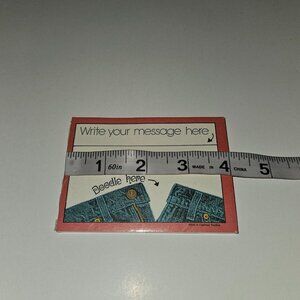 Write your message here
1 60in 2 3 MADE IN 4 CHINA 5
Doodle here